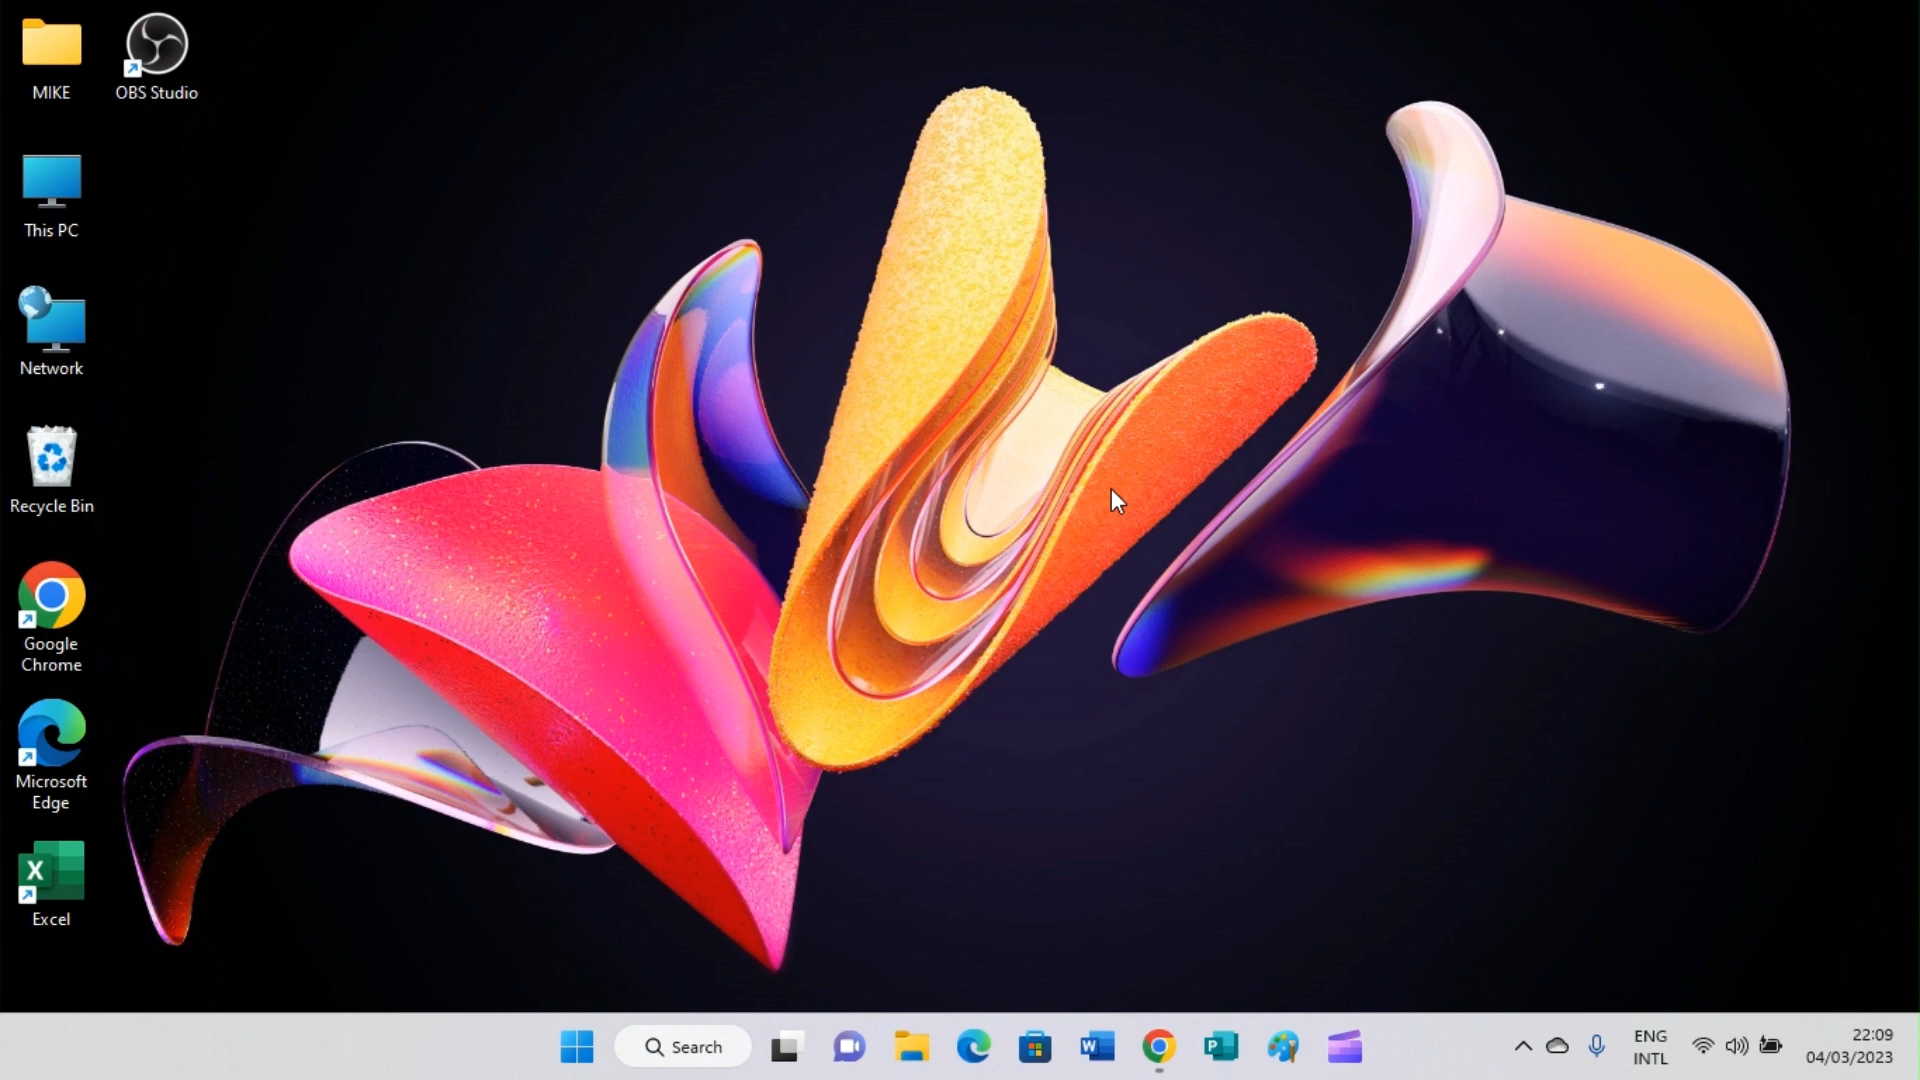 MIKE
OBS Studio
This PC
Network
Recycle Bin
Google
Chrome
Microsoft
Edge
X
Excel
Search
W
P
ENG
INTL
22:09
04/03/2023